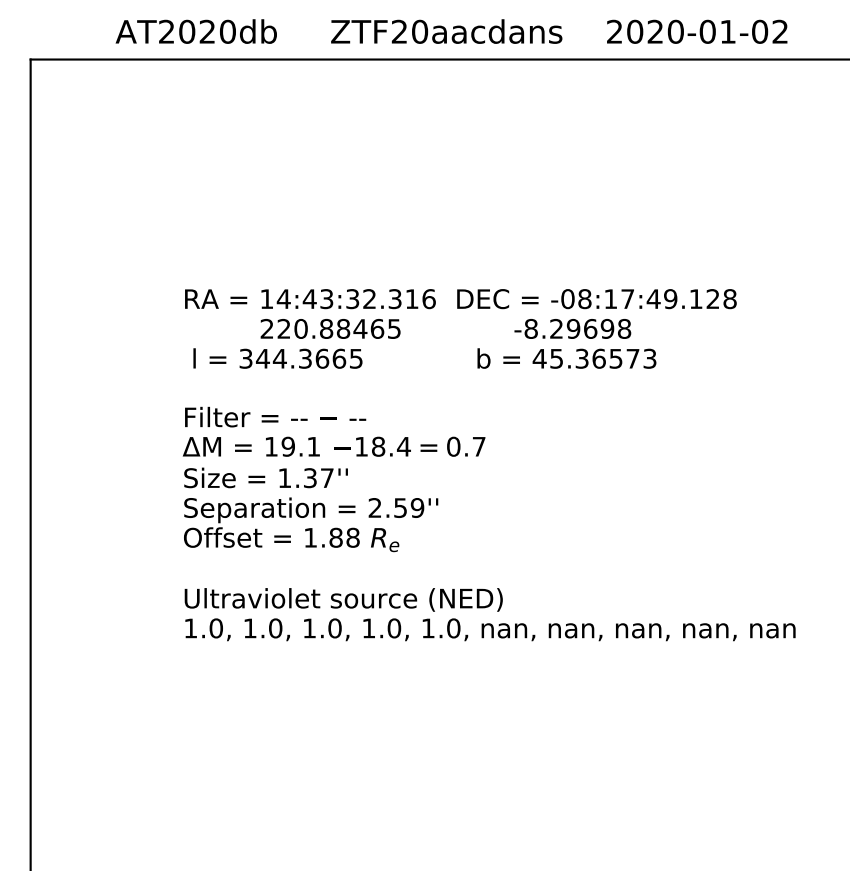 AT2020db ZTF20aacdans 2020-01-02
RA = 14:43:32.316 DEC = -08:17:49.128
220.88465 -8.29698
l = 344.3665 b = 45.36573
Filter = -- − --
ΔM = 19.1 −18.4 = 0.7
Size = 1.37''
Separation = 2.59''
Offset = 1.88 Rₑ
Ultraviolet source (NED)
1.0, 1.0, 1.0, 1.0, 1.0, nan, nan, nan, nan, nan